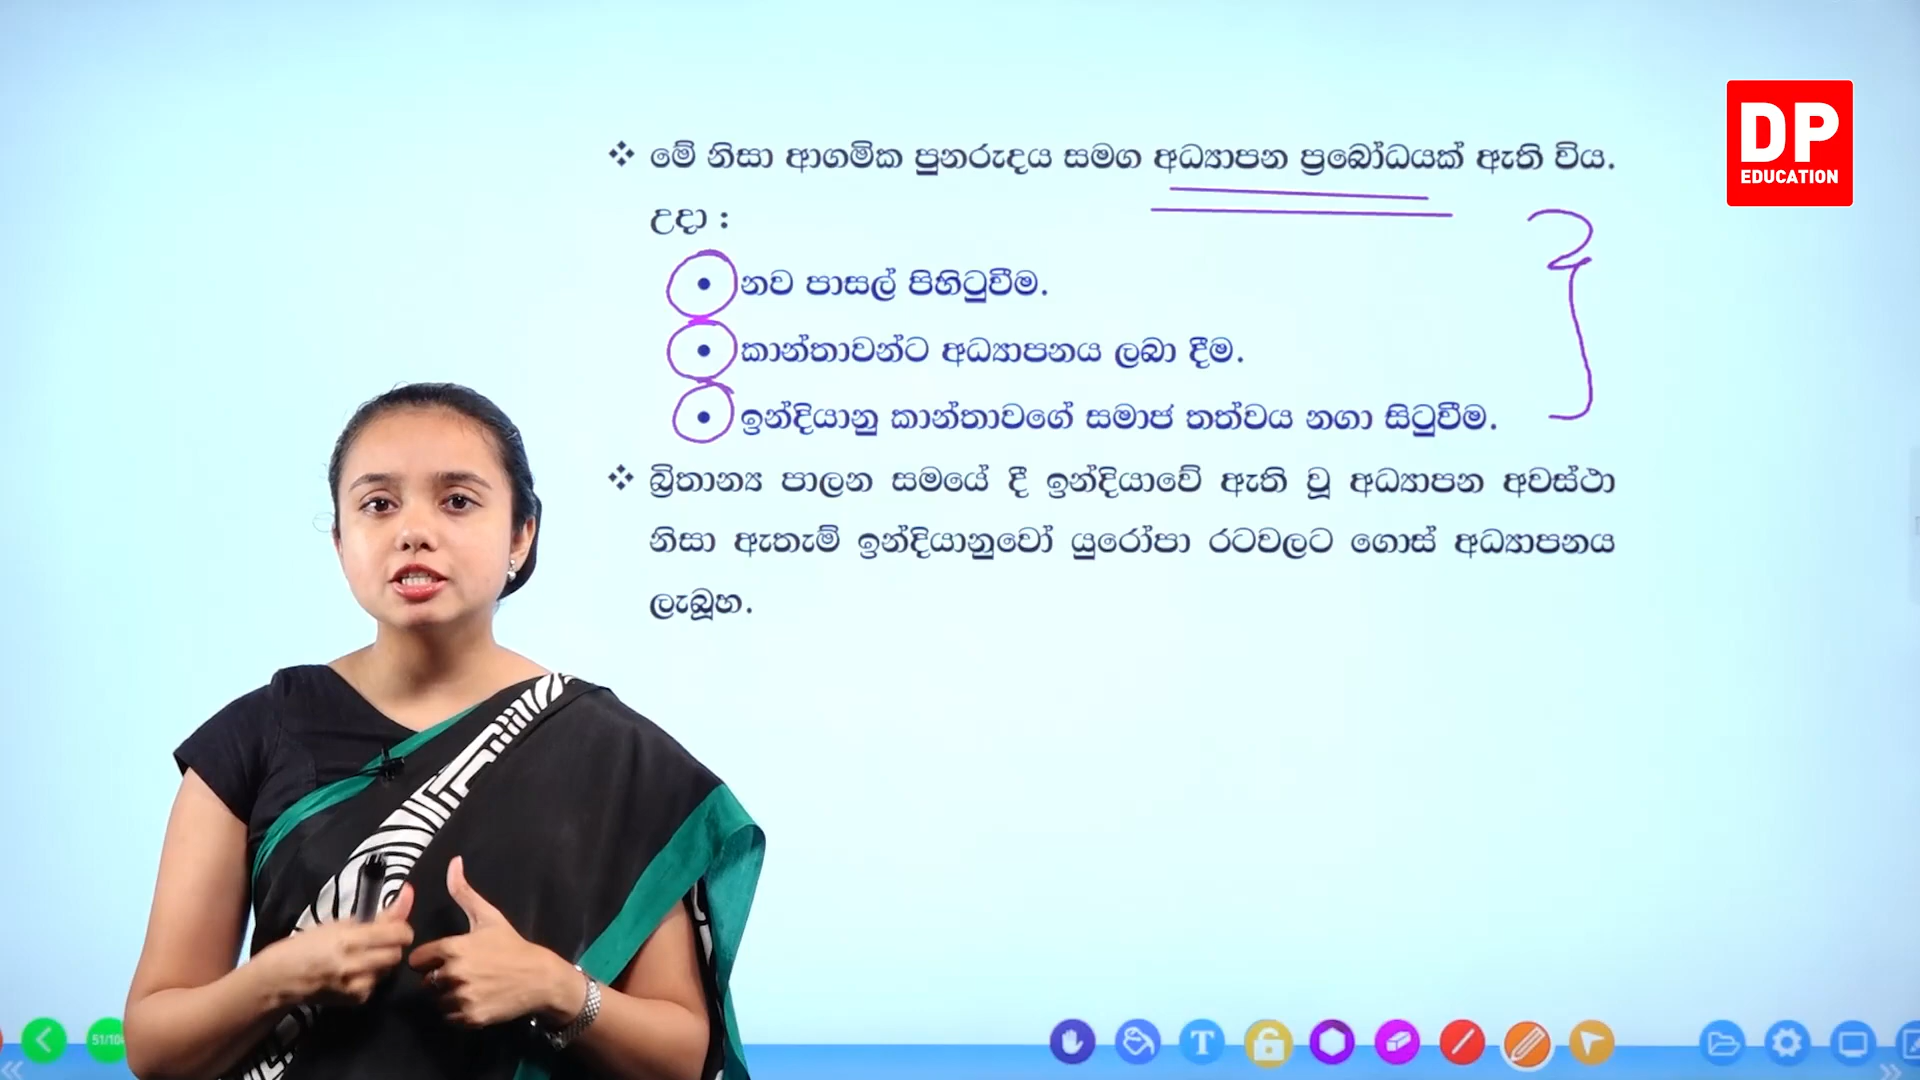 DP
EDUCATION
❖ මේ නිසා ආගමික පුනරුදය සමග අධ්‍යාපන ප්‍රබෝධයක් ඇති විය.
උදා :
• නව පාසල් පිහිටුවීම.
• කාන්තාවන්ට අධ්‍යාපනය ලබා දීම.
• ඉන්දියානු කාන්තාවගේ සමාජ තත්වය නගා සිටුවීම.
❖ බ්‍රිතාන්‍ය පාලන සමයේ දී ඉන්දියාවේ ඇති වූ අධ්‍යාපන අවස්ථා
නිසා ඇතැම් ඉන්දියානුවෝ යුරෝපා රටවලට ගොස් අධ්‍යාපනය
ලැබූහ.